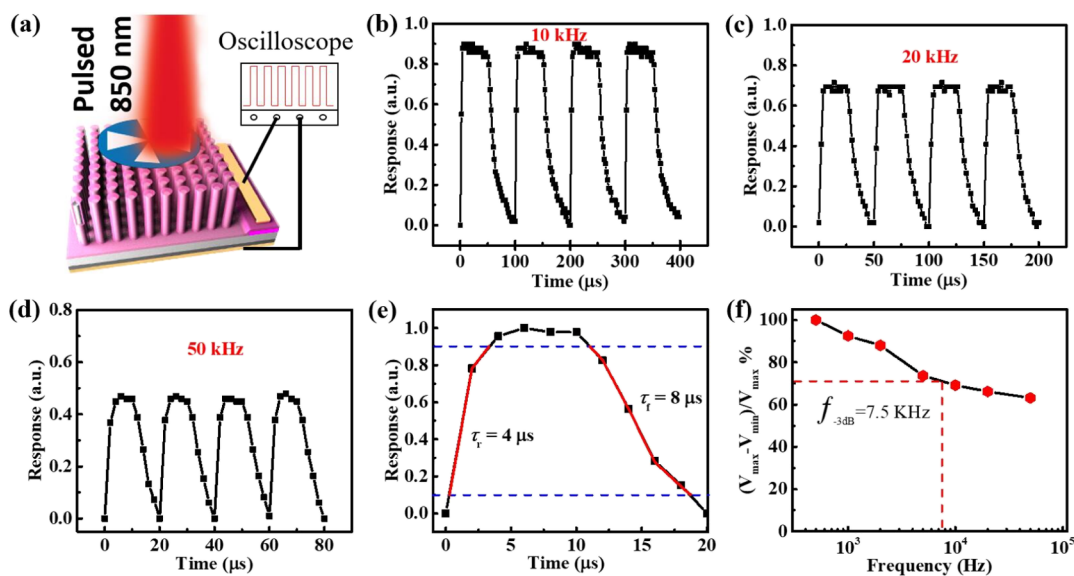 (a)
Pulsed
850 nm
Oscilloscope
(b)
10 kHz
Response (a.u.)
1.0
0.8
0.6
0.4
0.2
0.0
0 100 200 300 400
Time (μs)
(c)
20 kHz
Response (a.u.)
1.0
0.8
0.6
0.4
0.2
0.0
0 50 100 150 200
Time (μs)
(d)
50 kHz
Response (a.u.)
0.8
0.6
0.4
0.2
0.0
0 20 40 60 80
Time (μs)
(e)
Response (a.u.)
1.0
0.8
0.6
0.4
0.2
0.0
τr = 4 μs
τf = 8 μs
0 5 10 15 20
Time (μs)
(f)
(Vmax-Vmin)/Vmax %
100
80
60
40
20
0
f-3dB=7.5 KHz
10³ 10⁴ 10⁵
Frequency (Hz)